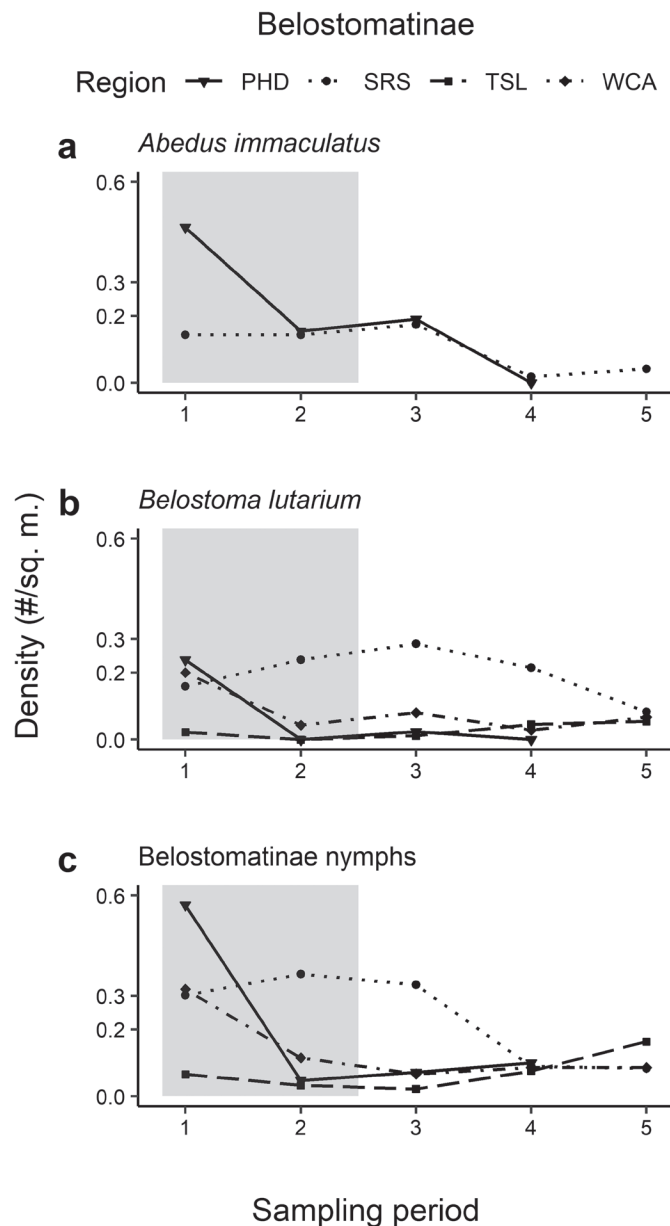 Belostomatinae
Region PHD SRS TSL WCA
a Abedus immaculatus
0.6
0.3
0.2
0.0
1 2 3 4 5
b Belostoma lutarium
0.6
0.3
0.2
0.0
1 2 3 4 5
c Belostomatinae nymphs
0.6
0.3
0.2
0.0
1 2 3 4 5
Density (#/sq. m.)
Sampling period